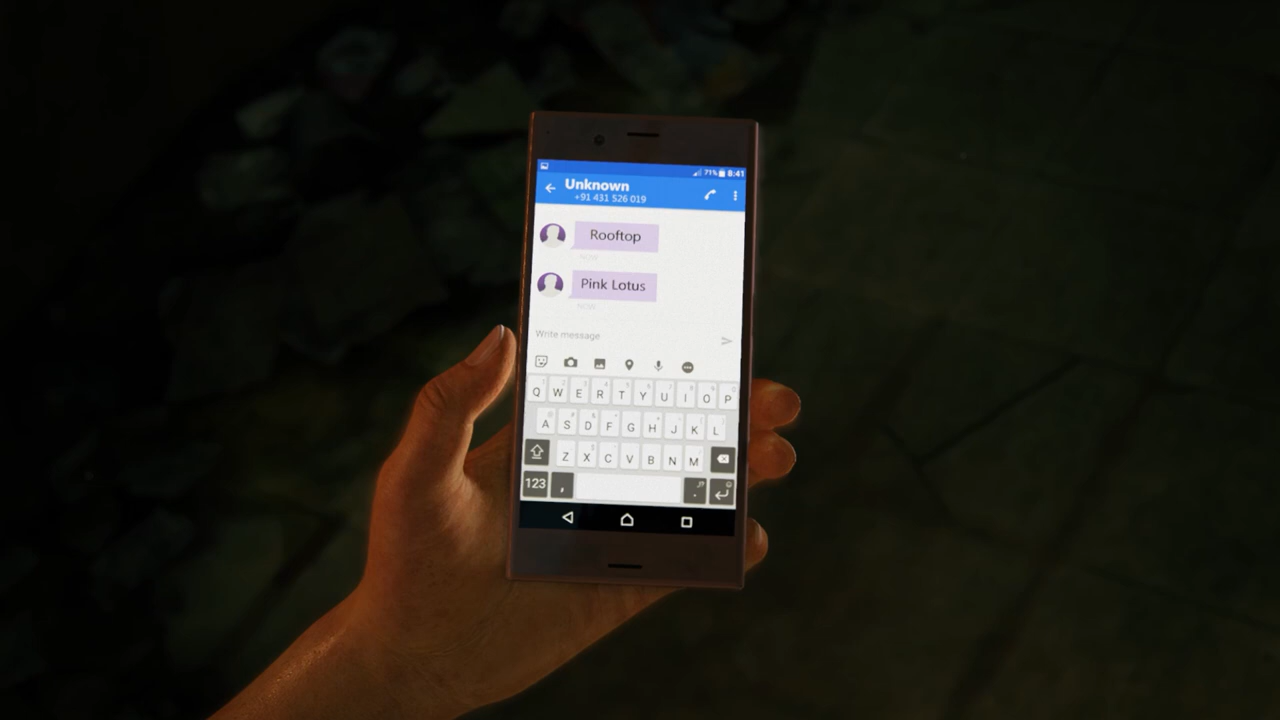 71% 8:41
Unknown
+91 431 526 019
Rooftop
Now
Pink Lotus
Now
Write message
Q W E R T Y U I O P
A S D F G H J K L
Z X C V B N M
123 , .